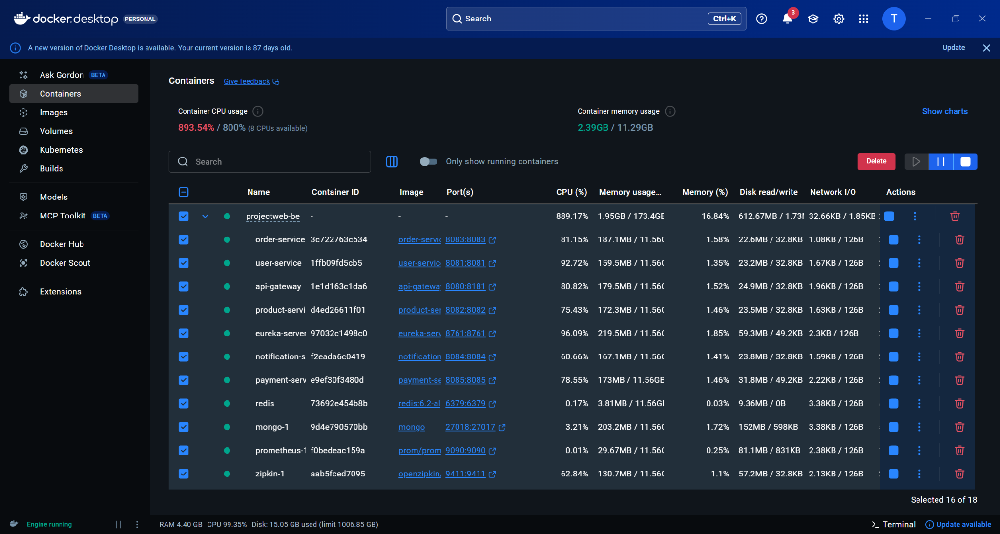 docker.desktop PERSONAL
Search Ctrl+K
3
T
A new version of Docker Desktop is available. Your current version is 87 days old.
Update
Ask Gordon BETA
Containers
Images
Volumes
Kubernetes
Builds
Models
MCP Toolkit BETA
Docker Hub
Docker Scout
Extensions
Containers Give feedback
Container CPU usage
893.54% / 800% (8 CPUs available)
Container memory usage
2.39GB / 11.29GB
Show charts
Search
Only show running containers
Delete
Name Container ID Image Port(s) CPU (%) Memory usage... Memory (%) Disk read/write Network I/O Actions
projectweb-be - - - 889.17% 1.95GB / 173.4GB 16.84% 612.67MB / 1.73M 32.66KB / 1.85KB
order-service 3c722763c534 order-servic 8083:8083 81.15% 187.1MB / 11.56G 1.58% 22.6MB / 32.8KB 1.08KB / 126B
user-service 1ffb09fd5cb5 user-servic 8081:8081 92.72% 159.5MB / 11.56G 1.35% 23.2MB / 32.8KB 1.67KB / 126B
api-gateway 1e1d163c1da6 api-gateway 8080:8181 80.82% 179.5MB / 11.56G 1.52% 24.9MB / 32.8KB 1.96KB / 126B
product-servi d4ed26611f01 product-ser 8082:8082 75.43% 172.3MB / 11.56G 1.46% 23.5MB / 32.8KB 1.63KB / 126B
eureka-server 97032c1498c0 eureka-serv 8761:8761 96.09% 219.5MB / 11.56G 1.85% 59.3MB / 49.2KB 2.3KB / 126B
notification-s f2eada6c0419 notification 8084:8084 60.66% 167.1MB / 11.56G 1.41% 23.8MB / 32.8KB 1.59KB / 126B
payment-serv e9ef30f3480d payment-se 8085:8085 78.55% 173MB / 11.56GB 1.46% 31.8MB / 49.2KB 2.22KB / 126B
redis 73692e454b8b redis:6.2-al 6379:6379 0.17% 3.81MB / 11.56GB 0.03% 9.36MB / 0B 3.38KB / 126B
mongo-1 9d4e790570bb mongo 27018:27017 3.21% 203.2MB / 11.56G 1.72% 152MB / 598KB 3.38KB / 126B
prometheus-1 f0bedeac159a prom/prom 9090:9090 0.01% 29.67MB / 11.56G 0.25% 81.1MB / 831KB 2.38KB / 126B
zipkin-1 aab5fced7095 openzipkin/ 9411:9411 62.84% 130.7MB / 11.56G 1.1% 57.2MB / 32.8KB 2.13KB / 126B
Selected 16 of 18
Engine running
RAM 4.40 GB CPU 99.35% Disk: 15.05 GB used (limit 1006.85 GB)
Terminal
Update available